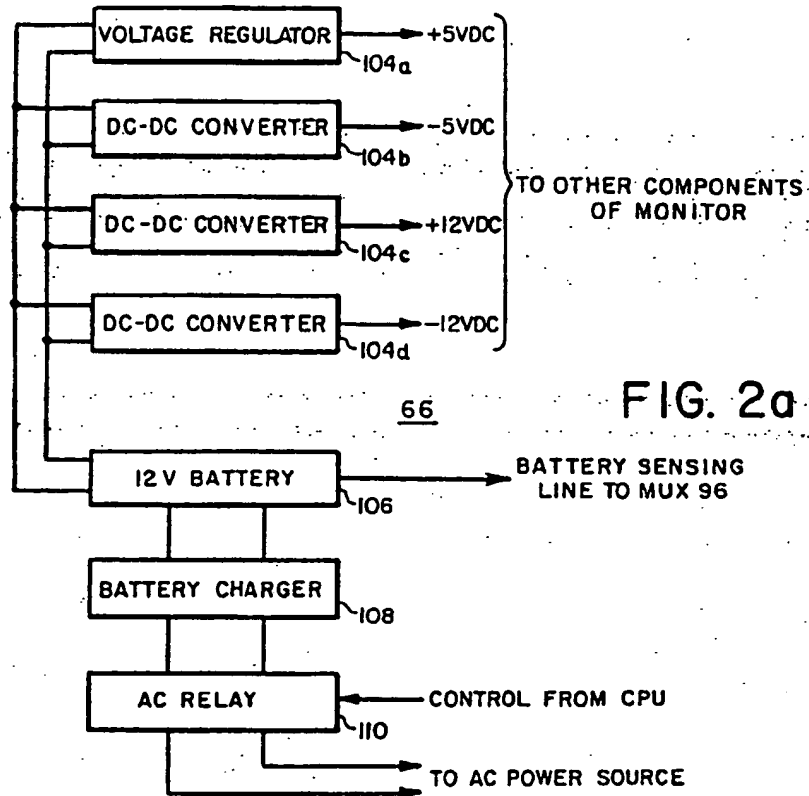 VOLTAGE REGULATOR
+5VDC
104a
DC-DC CONVERTER
-5VDC
104b
TO OTHER COMPONENTS
OF MONITOR
DC-DC CONVERTER
+12VDC
104c
DC-DC CONVERTER
-12VDC
104d
66
FIG. 2a
12V BATTERY
BATTERY SENSING
LINE TO MUX 96
106
BATTERY CHARGER
108
AC RELAY
CONTROL FROM CPU
110
TO AC POWER SOURCE